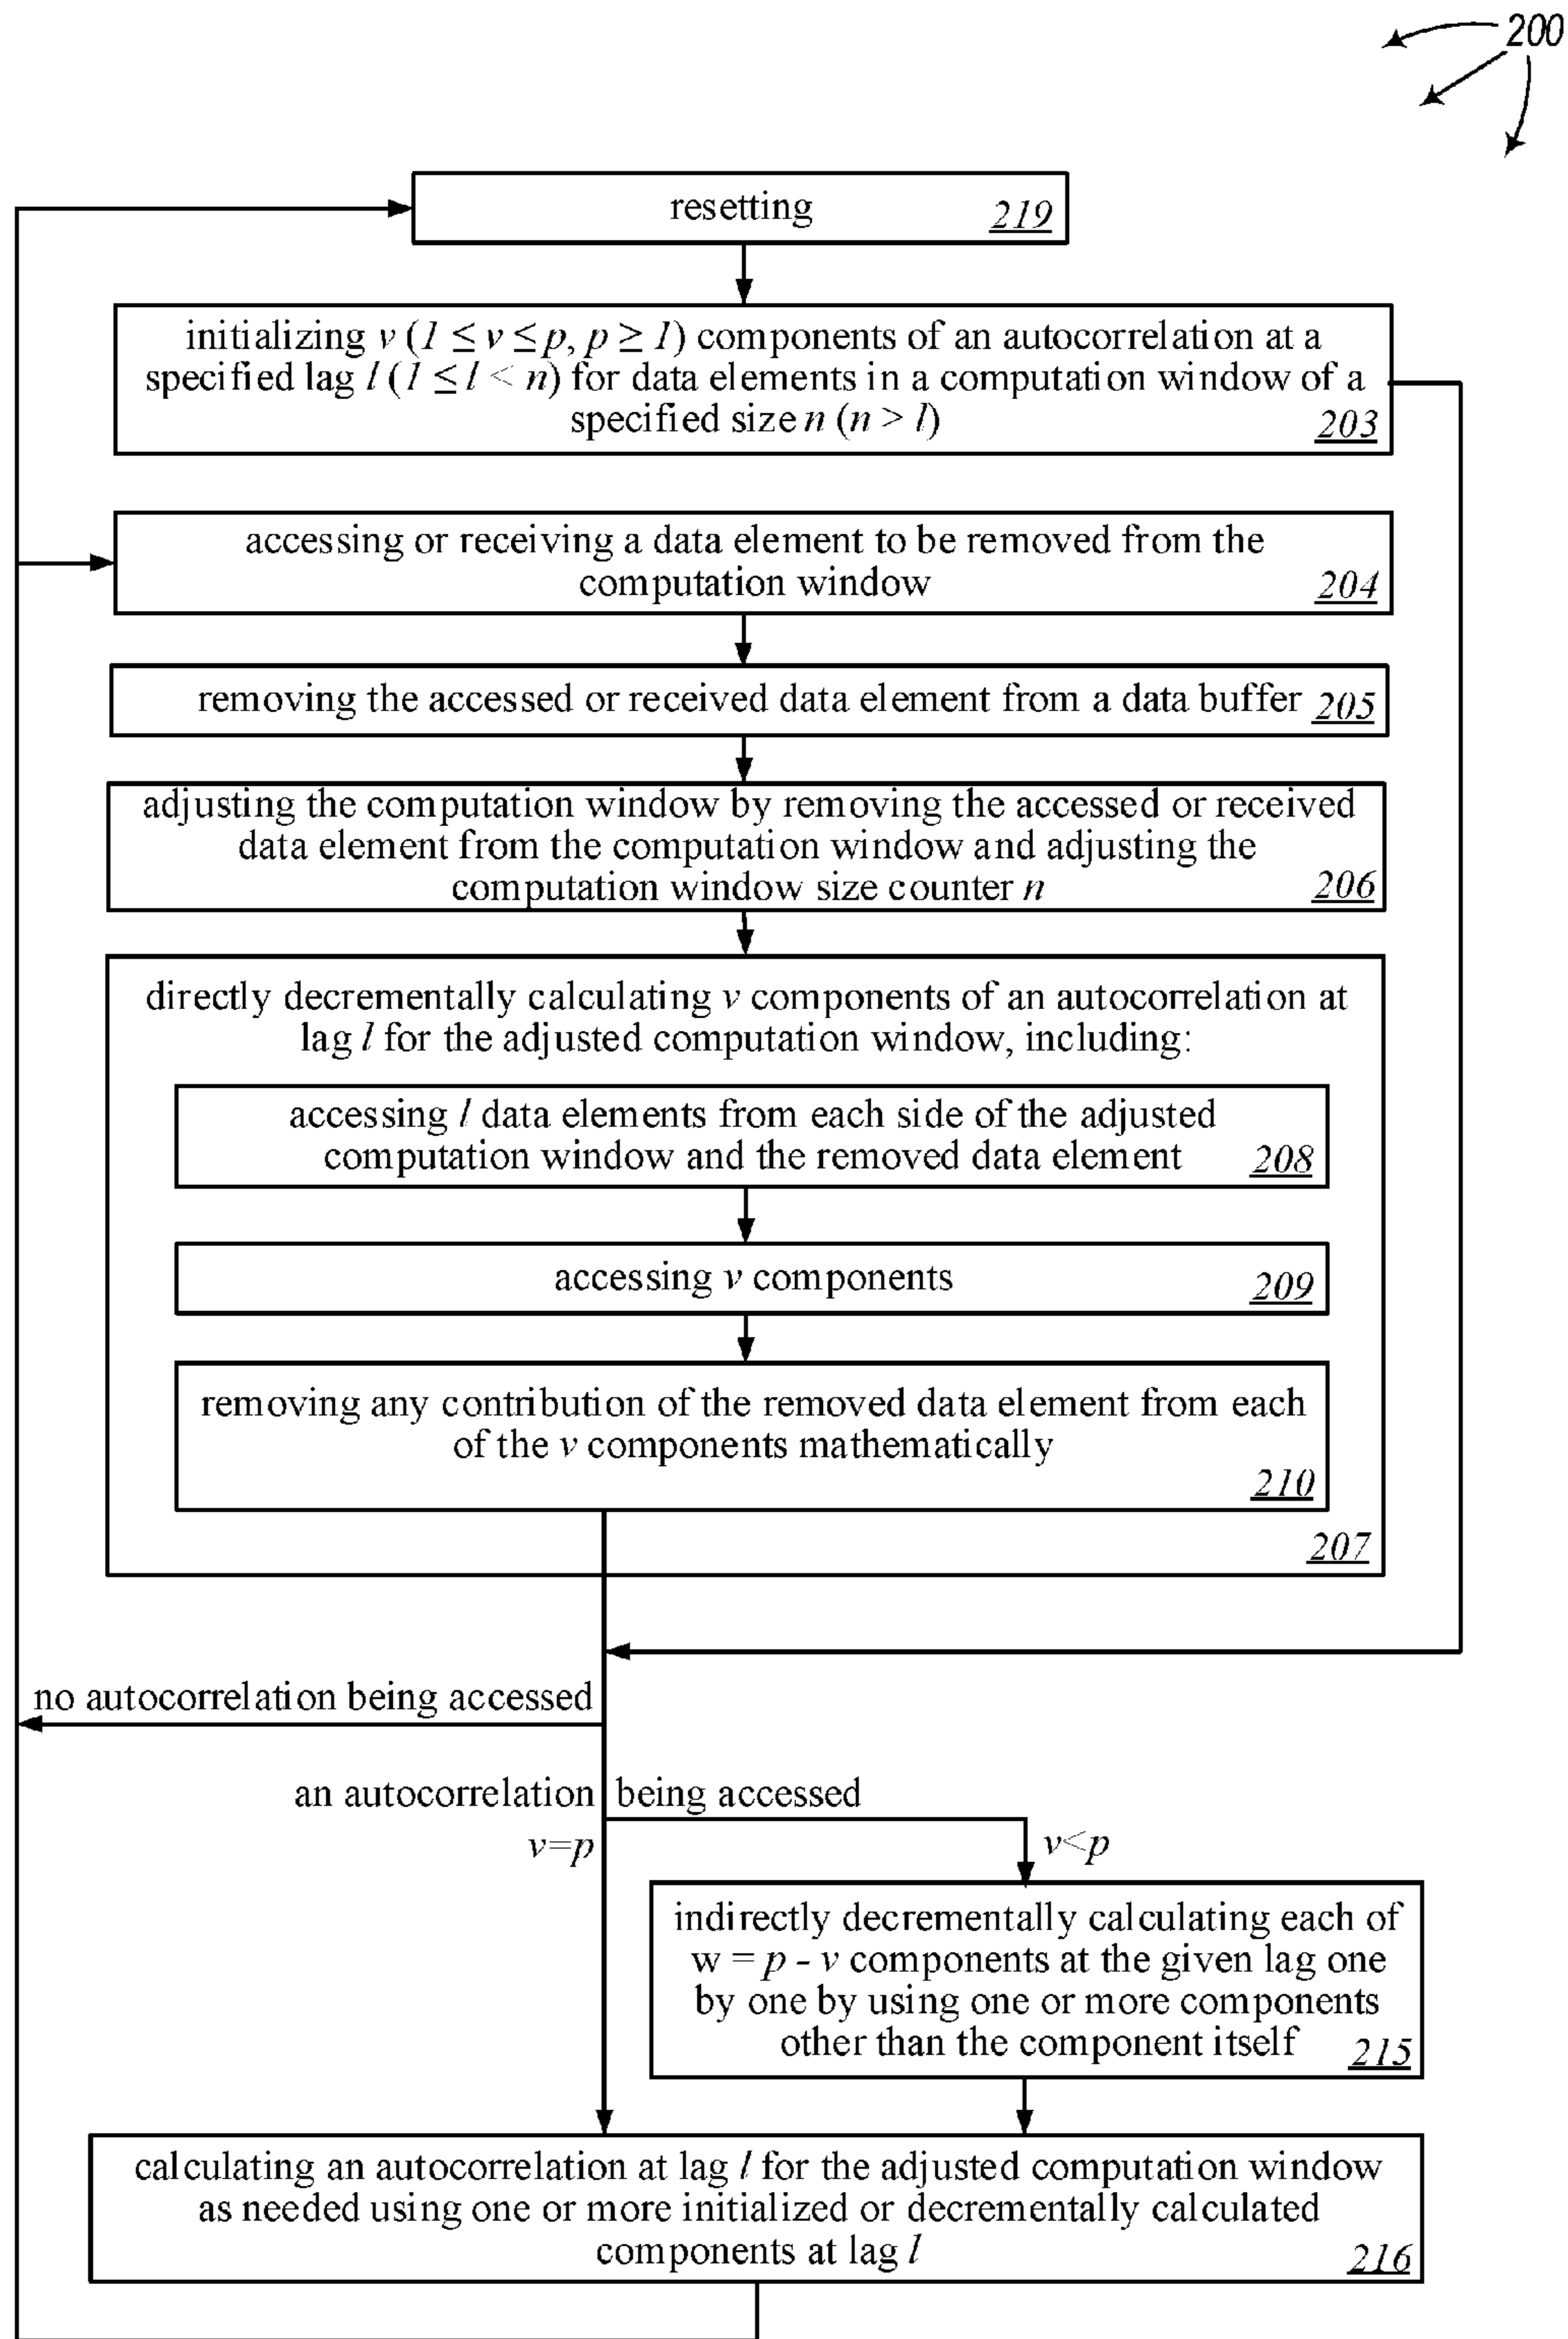 200
resetting 219
initializing v (1 ≤ v ≤ p, p ≥ 1) components of an autocorrelation at a
specified lag l (1 ≤ l < n) for data elements in a computation window of a
specified size n (n > l) 203
accessing or receiving a data element to be removed from the
computation window 204
removing the accessed or received data element from a data buffer 205
adjusting the computation window by removing the accessed or received
data element from the computation window and adjusting the
computation window size counter n 206
directly decrementally calculating v components of an autocorrelation at
lag l for the adjusted computation window, including:
accessing l data elements from each side of the adjusted
computation window and the removed data element 208
accessing v components 209
removing any contribution of the removed data element from each
of the v components mathematically
210
207
no autocorrelation being accessed
an autocorrelation being accessed
v=p v<p
indirectly decrementally calculating each of
w = p - v components at the given lag one
by one by using one or more components
other than the component itself 215
calculating an autocorrelation at lag l for the adjusted computation window
as needed using one or more initialized or decrementally calculated
components at lag l 216